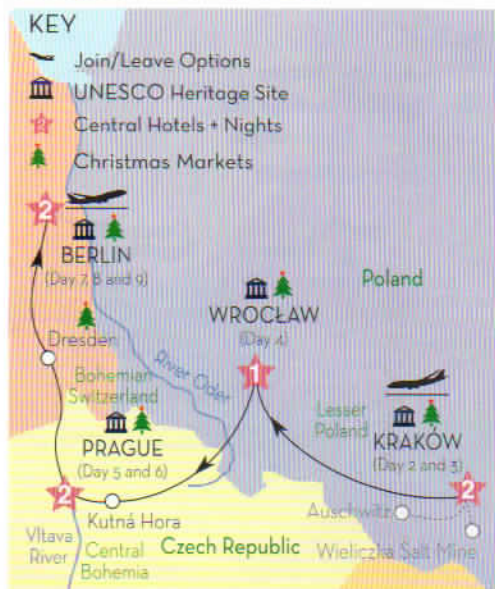 KEY
Join/Leave Options
UNESCO Heritage Site
2 Central Hotels + Nights
Christmas Markets
2
BERLIN
(Day 7, 8 and 9)
Dresden
Bohemian
Switzerland
River Oder
WROCŁAW
(Day 4)
1
Poland
Lesser
Poland
KRAKÓW
(Day 2 and 3)
2
Auschwitz
Wieliczka Salt Mine
PRAGUE
(Day 5 and 6)
2
Kutná Hora
Vltava
River
Central
Bohemia
Czech Republic